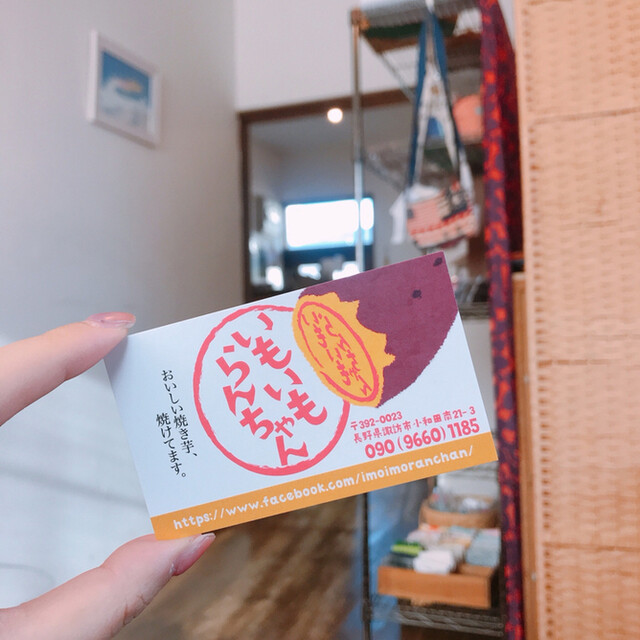 いもいも
らんちゃん
おいしい焼き芋、
焼けてます。
〒392-0023
長野県諏訪市小和田南21-3
090(9660)1185
https://www.facebook.com/imoimoranchan/